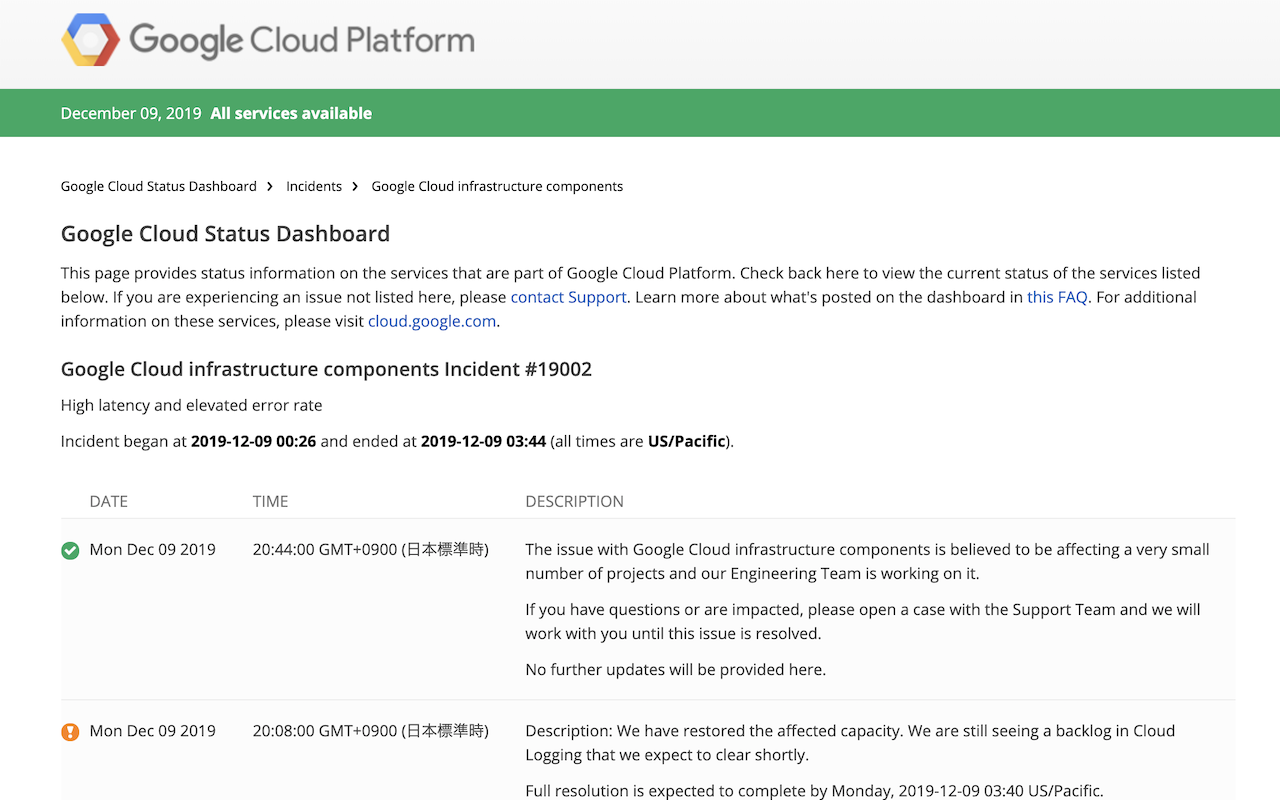 Google Cloud Platform
December 09, 2019 All services available
Google Cloud Status Dashboard > Incidents > Google Cloud infrastructure components
Google Cloud Status Dashboard
This page provides status information on the services that are part of Google Cloud Platform. Check back here to view the current status of the services listed
below. If you are experiencing an issue not listed here, please contact Support. Learn more about what's posted on the dashboard in this FAQ. For additional
information on these services, please visit cloud.google.com.
Google Cloud infrastructure components Incident #19002
High latency and elevated error rate
Incident began at 2019-12-09 00:26 and ended at 2019-12-09 03:44 (all times are US/Pacific).
DATE TIME DESCRIPTION
Mon Dec 09 2019 20:44:00 GMT+0900 (日本標準時) The issue with Google Cloud infrastructure components is believed to be affecting a very small
number of projects and our Engineering Team is working on it.
If you have questions or are impacted, please open a case with the Support Team and we will
work with you until this issue is resolved.
No further updates will be provided here.
Mon Dec 09 2019 20:08:00 GMT+0900 (日本標準時) Description: We have restored the affected capacity. We are still seeing a backlog in Cloud
Logging that we expect to clear shortly.
Full resolution is expected to complete by Monday, 2019-12-09 03:40 US/Pacific.